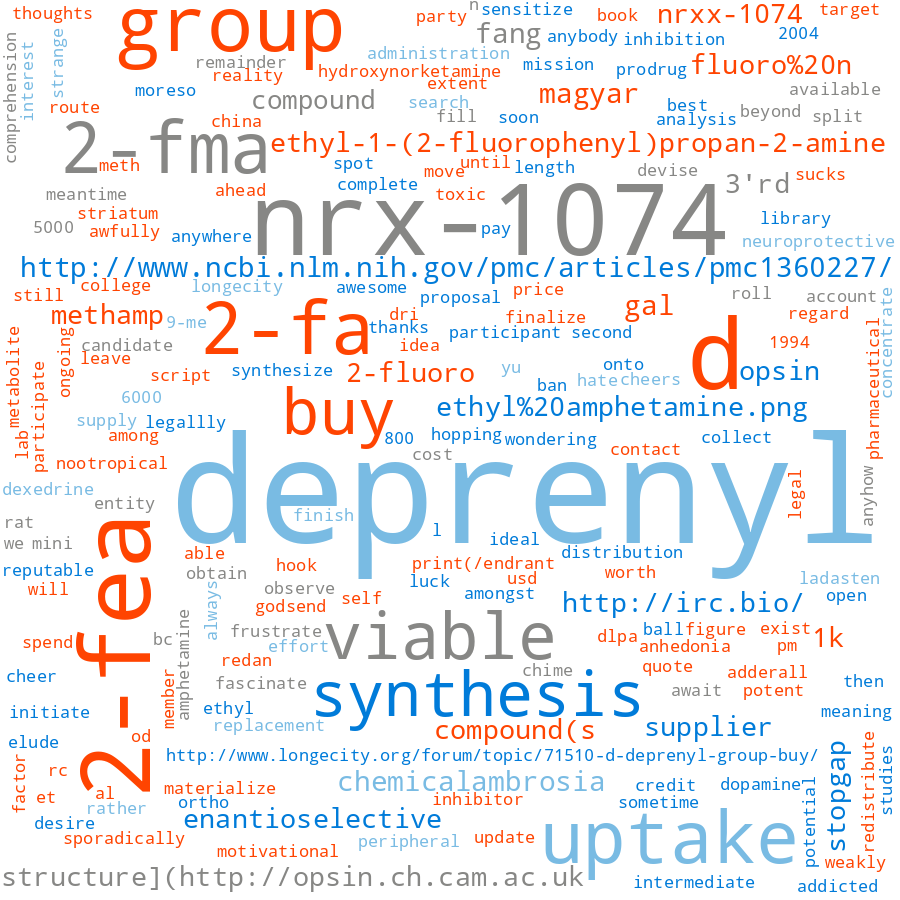 thoughts
group
party
n
sensitize
book
nrxx-1074
target
fang
anybody
inhibition
2004
comprehension
interest
strange
remainder
administration
mission
prodrug
fluoro%20n
reality
hydroxynorketamine
extent
magyar
available
moreso
compound
search
best
beyond
split
route
china
fill
soon
analysis
2-fma
ethyl-1-(2-fluorophenyl)propan-2-amine
meth
spot
move
until
length
devise
3'rd
sucks
meantime
ahead
complete
toxic
nrx-1074
striatum
5000
awfully
anywhere
pay
library
neuroprotective
http://www.ncbi.nlm.nih.gov/pmc/articles/pmc1360227/
still
college
longevity
awesome
proposal
price
gal
roll
account
concentrate
methamp
9-me
2-fa
dri
finalize
regard
thanks
participant
second
d
candidate
idea
1994
pharmaceutical
metabolite
ongoing
leave
script
synthesize
2-fluoro
yu
onto
opsin
lab
participate
6000
ban
hate
cheers
supply
legallly
buy
ethyl%20amphetamine.png
among
800
hopping
wondering
collect
nootropical
cost
contact
deprenyl
dexedrine
entity
legal
anyhow
rat
finish
l
ideal
we
mini
distribution
able
print(/endrant
reputable
obtain
hook
usd
worth
ladasten
will
observe
luck
amongst
open
2-fea
always
godsend
self
http://irc.bio/
amphetamine
bc
frustrate
viable
dlpa
ball
figure
exist
1k
spend
effort
anhedonia
pm
redan
chime
quote
adderall
cheer
member
fascinate
synthesis
await
potent
then
initiate
ethyl
replacement
compound(s
supplier
meaning
elude
od
http://www.longecity.org/forum/topic/71510-d-deprenyl-group-buy/
stopgap
redistribute
studies
factor
rc
materialize
chemicalambrosia
credit
dopamine
et
al
rather
ortho
inhibitor
sometime
potential
desire
enantioselective
uptake
sporadically
peripheral
update
motivational
weakly
structure](http://opsin.ch.cam.ac.uk
intermediate
addicted